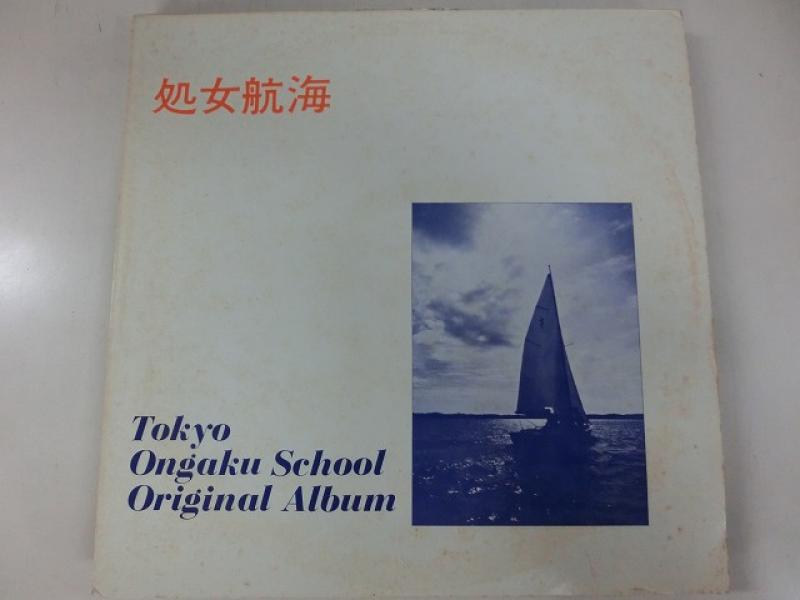 処女航海
Tokyo
Ongaku School
Original Album